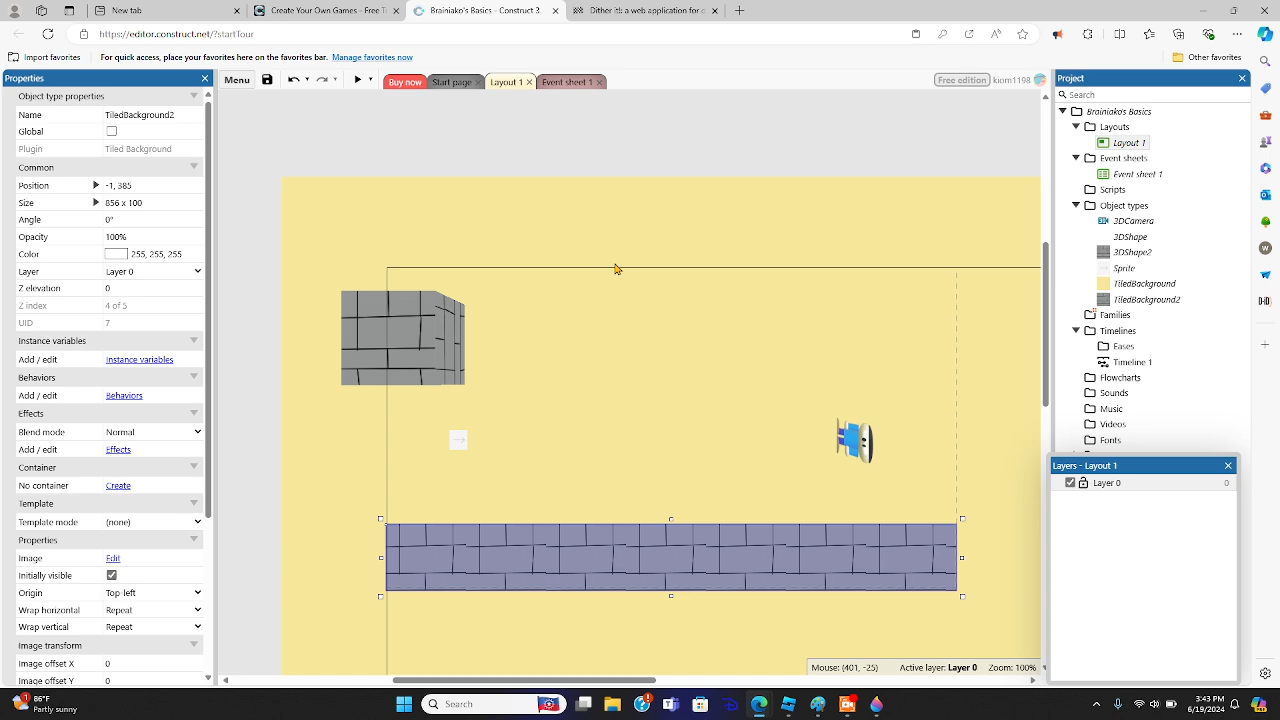 New tab
Create Your Own Games - Free Tr
Brainiako's Basics - Construct 3
Dither it!: a web application for d
https://editor.construct.net/?startTour
Import favorites
For quick access, place your favorites here on the favorites bar. Manage favorites now
Other favorites
Properties
Menu
Buy now
Start page
Layout 1
Event sheet 1
Free edition
kiom1198
Project
Search
Object type properties
Name TiledBackground2
Global
Plugin Tiled Background
Common
Position -1, 385
Size 856 x 100
Angle 0°
Opacity 100%
Color 255, 255, 255
Layer Layer 0
Z elevation 0
Z index 4 of 5
UID 7
Instance variables
Add / edit Instance variables
Behaviors
Add / edit Behaviors
Effects
Blend mode Normal
Add / edit Effects
Container
No container Create
Template
Template mode (none)
Properties
Image Edit
Initially visible
Origin Top-left
Wrap horizontal Repeat
Wrap vertical Repeat
Image transform
Image offset X 0
Image offset Y 0
Mouse: (401, -25) Active layer: Layer 0 Zoom: 100%
Brainiako's Basics
Layouts
Layout 1
Event sheets
Event sheet 1
Scripts
Object types
3DCamera
3DShape
3DShape2
Sprite
TiledBackground
TiledBackground2
Families
Timelines
Eases
Timeline 1
Flowcharts
Sounds
Music
Videos
Fonts
Layers - Layout 1
Layer 0 0
1
86°F
Partly sunny
Search
3:43 PM
6/19/2024